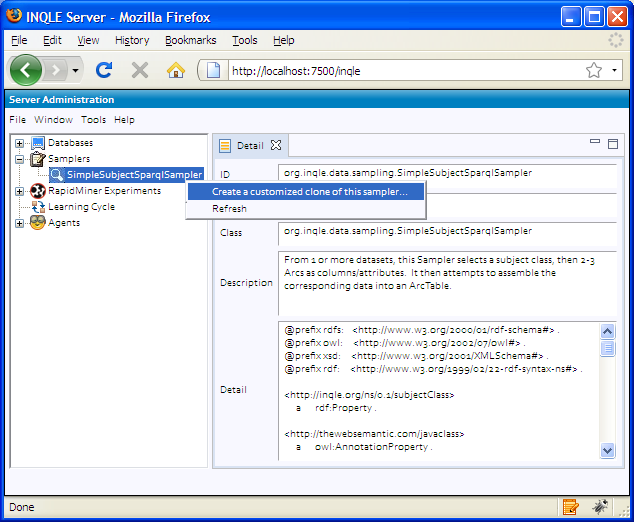 INQLE Server - Mozilla Firefox
File Edit View History Bookmarks Tools Help
http://localhost:7500/inqle
Server Administration
File Window Tools Help
Databases
Samplers
SimpleSubjectSparqlSampler
RapidMiner Experiments
Learning Cycle
Agents
Create a customized clone of this sampler...
Refresh
Detail
ID org.inqle.data.sampling.SimpleSubjectSparqlSampler
Class org.inqle.data.sampling.SimpleSubjectSparqlSampler
Description
From 1 or more datasets, this Sampler selects a subject class, then 2-3
Arcs as columns/attributes. It then attempts to assemble the
corresponding data into an ArcTable.
Detail
@prefix rdfs: <http://www.w3.org/2000/01/rdf-schema#> .
@prefix owl: <http://www.w3.org/2002/07/owl#> .
@prefix xsd: <http://www.w3.org/2001/XMLSchema#> .
@prefix rdf: <http://www.w3.org/1999/02/22-rdf-syntax-ns#> .
<http://inqle.org/ns/0.1/subjectClass>
a rdf:Property .
<http://thewebsemantic.com/javaclass>
a owl:AnnotationProperty .
Done